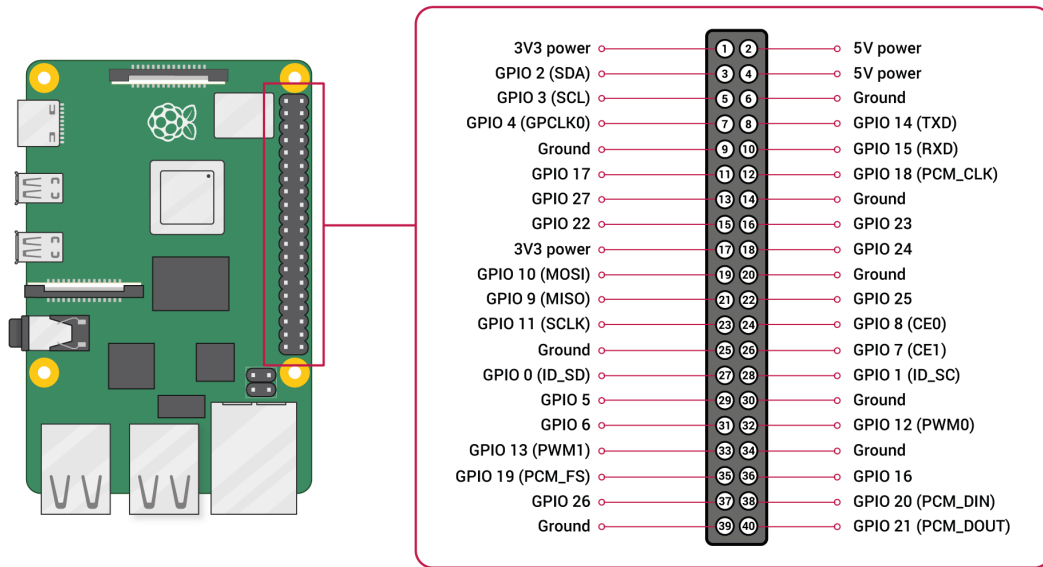 3V3 power 1 2 5V power
GPIO 2 (SDA) 3 4 5V power
GPIO 3 (SCL) 5 6 Ground
GPIO 4 (GPCLK0) 7 8 GPIO 14 (TXD)
Ground 9 10 GPIO 15 (RXD)
GPIO 17 11 12 GPIO 18 (PCM_CLK)
GPIO 27 13 14 Ground
GPIO 22 15 16 GPIO 23
3V3 power 17 18 GPIO 24
GPIO 10 (MOSI) 19 20 Ground
GPIO 9 (MISO) 21 22 GPIO 25
GPIO 11 (SCLK) 23 24 GPIO 8 (CE0)
Ground 25 26 GPIO 7 (CE1)
GPIO 0 (ID_SD) 27 28 GPIO 1 (ID_SC)
GPIO 5 29 30 Ground
GPIO 6 31 32 GPIO 12 (PWM0)
GPIO 13 (PWM1) 33 34 Ground
GPIO 19 (PCM_FS) 35 36 GPIO 16
GPIO 26 37 38 GPIO 20 (PCM_DIN)
Ground 39 40 GPIO 21 (PCM_DOUT)